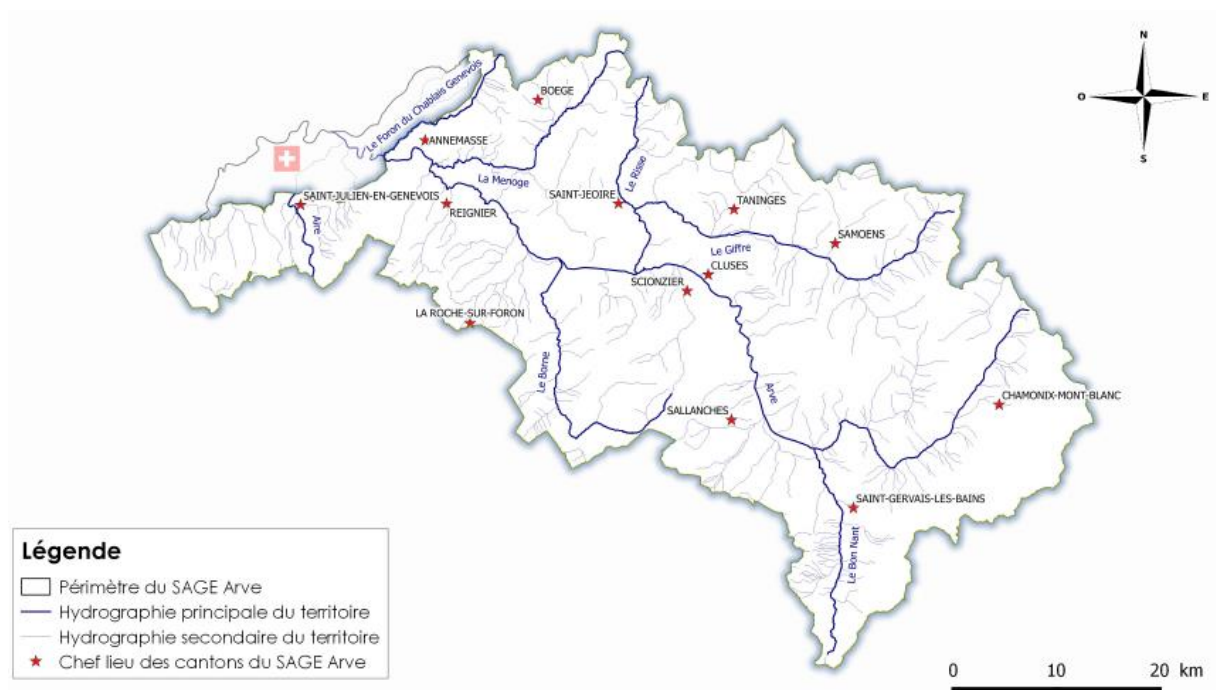 N
O
E
S
Le Foron du Chablais Genevois
BOEGE
ANNEMASSE
La Menoge
Le Risse
SAINT-JULIEN-EN-GENEVOIS
SAINT-JEOIRE
TANINGES
REIGNIER
Aire
SAMOENS
Le Giffre
CLUSES
SCIONZIER
LA ROCHE-SUR-FORON
Le Borne
Arve
CHAMONIX-MONT-BLANC
SALLANCHES
SAINT-GERVAIS-LES-BAINS
Le Bon Nant
Légende
Périmètre du SAGE Arve
Hydrographie principale du territoire
Hydrographie secondaire du territoire
Chef lieu des cantons du SAGE Arve
0 10 20 km